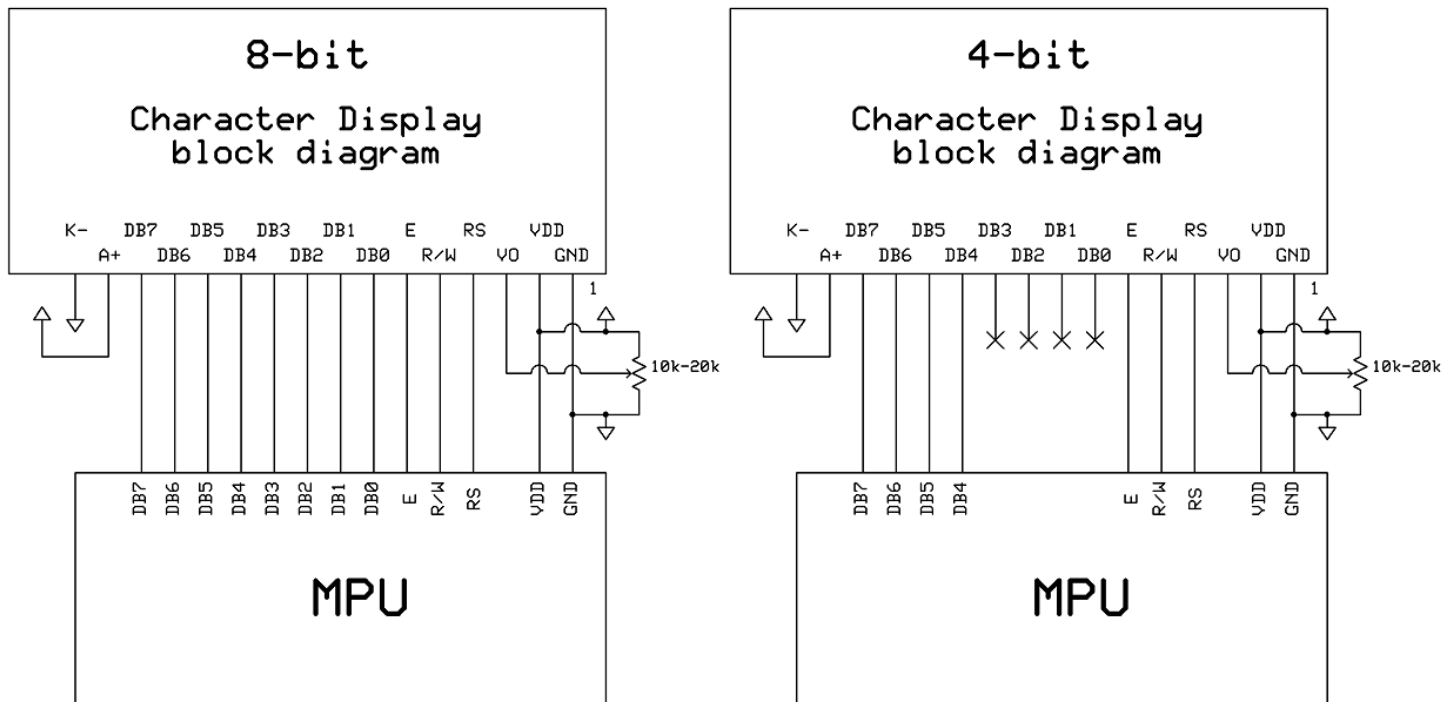 8-bit
Character Display
block diagram
K- DB7 DB5 DB3 DB1 E RS VDD
A+ DB6 DB4 DB2 DB0 R/W VO GND
1
10k-20k
DB7 DB6 DB5 DB4 DB3 DB2 DB1 DB0 E R/W RS VDD GND
MPU
4-bit
Character Display
block diagram
K- DB7 DB5 DB3 DB1 E RS VDD
A+ DB6 DB4 DB2 DB0 R/W VO GND
1
10k-20k
DB7 DB6 DB5 DB4 E R/W RS VDD GND
MPU